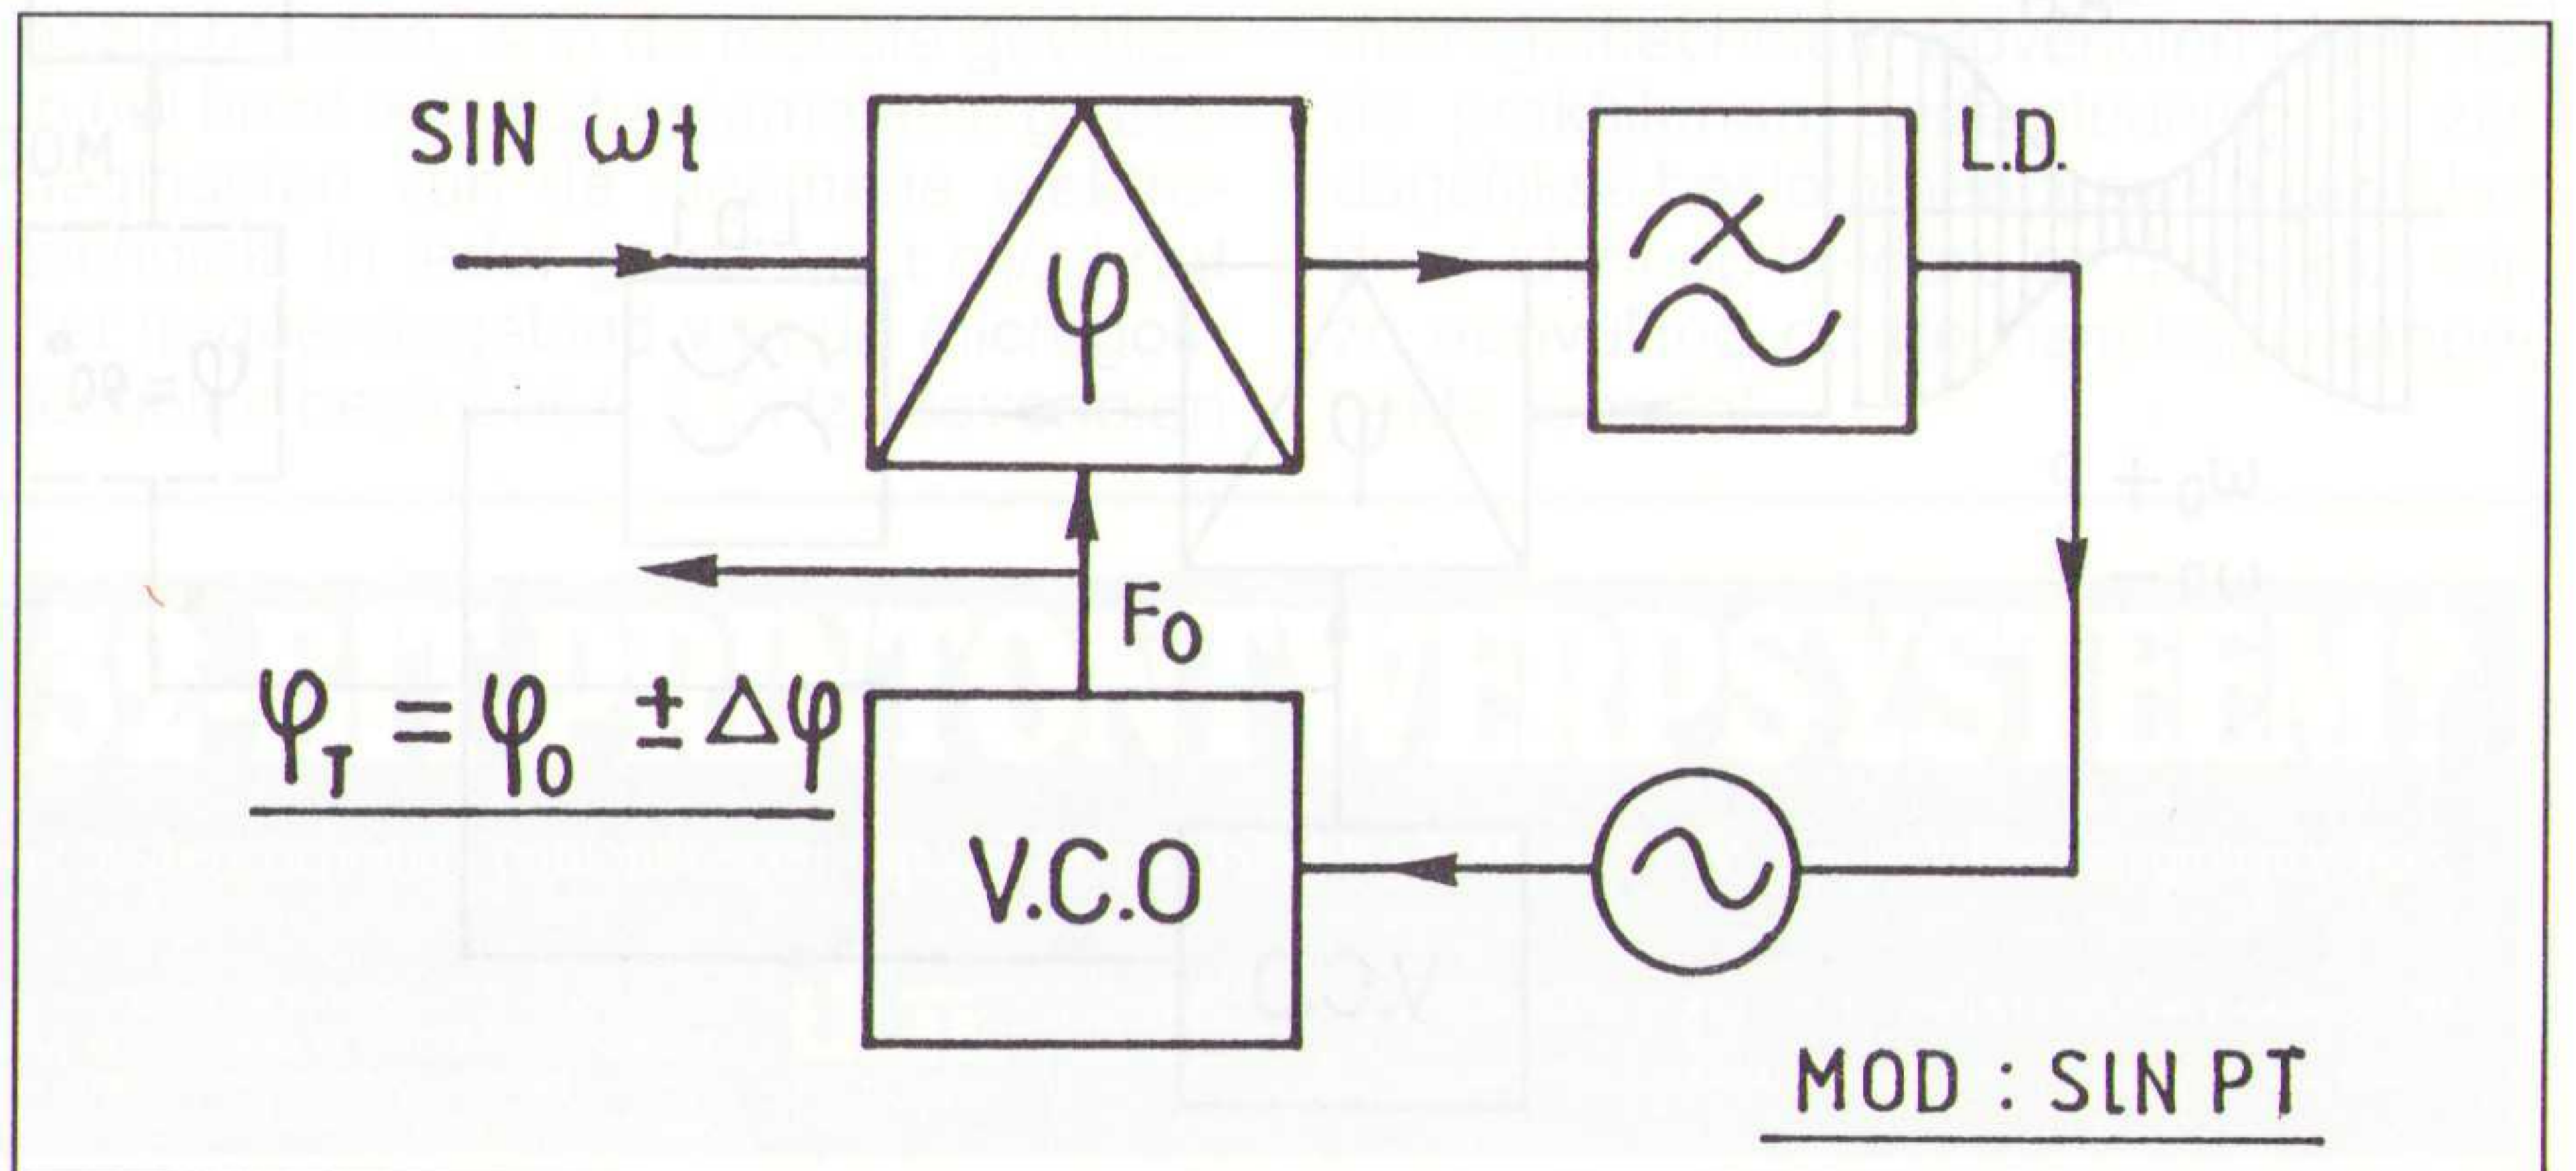 SIN ωt
φ
L.D.
F0
φT = φ0 ± Δφ
V.C.O
MOD : SIN PT